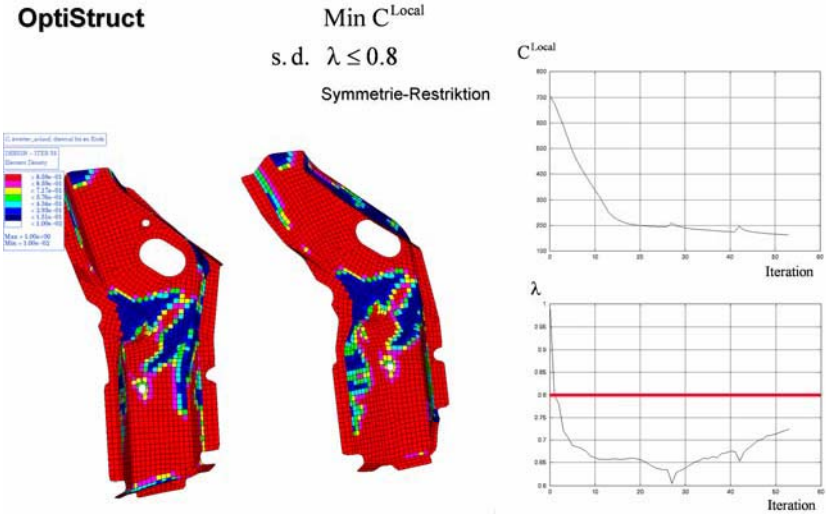 OptiStruct
Min C^Local
s.d. λ ≤ 0.8
Symmetrie-Restriktion
DESIGN - ITER 53
Element Density
Max = 1.00e+00
Min = 1.00e-02
C^Local
800
700
600
500
400
300
200
100
0 10 20 30 40 50 60
Iteration
λ
1
0.95
0.9
0.85
0.8
0.75
0.7
0.65
0.6
0 10 20 30 40 50 60
Iteration